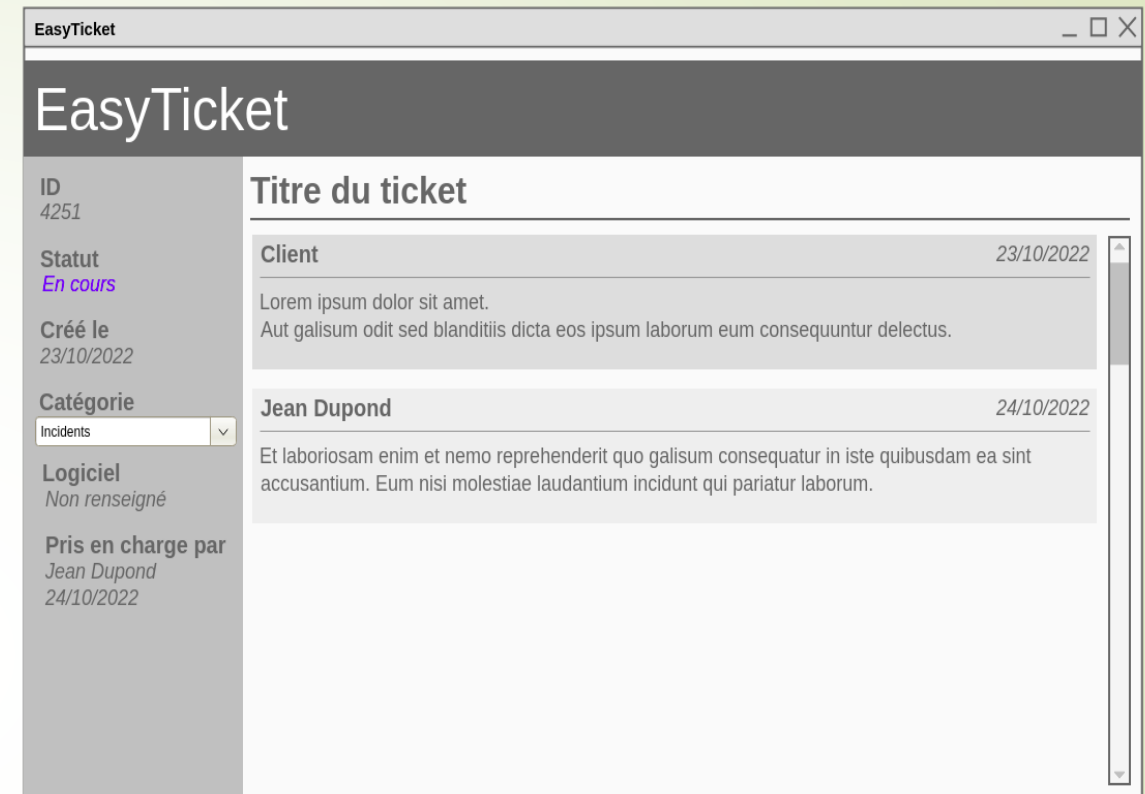 EasyTicket
EasyTicket
ID
4251
Statut
En cours
Créé le
23/10/2022
Catégorie
Incidents
Logiciel
Non renseigné
Pris en charge par
Jean Dupond
24/10/2022
Titre du ticket
Client 23/10/2022
Lorem ipsum dolor sit amet.
Aut galisum odit sed blanditiis dicta eos ipsum laborum eum consequuntur delectus.
Jean Dupond 24/10/2022
Et laboriosam enim et nemo reprehenderit quo galisum consequatur in iste quibusdam ea sint
accusantium. Eum nisi molestiae laudantium incidunt qui pariatur laborum.